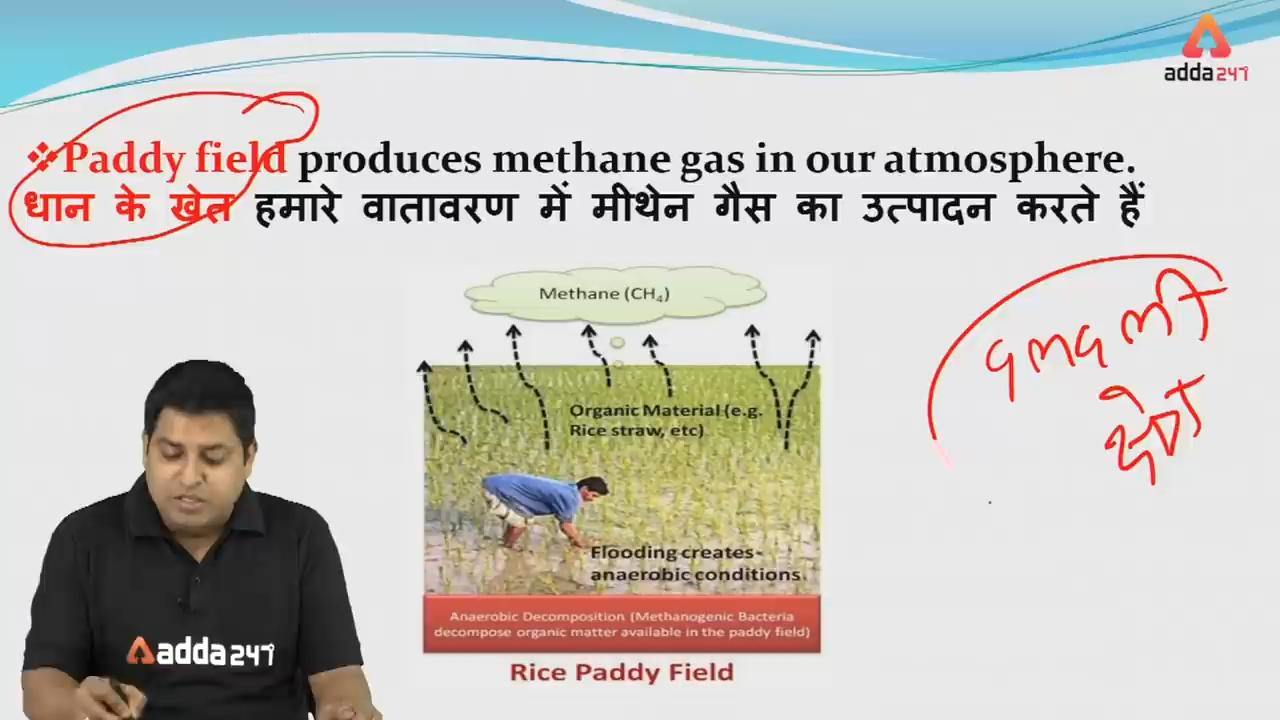 adda247
❖Paddy field produces methane gas in our atmosphere.
धान के खेत हमारे वातावरण में मीथेन गैस का उत्पादन करते हैं
Methane (CH₄)
Organic Material (e.g.
Rice straw, etc)
Flooding creates
anaerobic conditions
Anaerobic Decomposition (Methanogenic Bacteria
decompose organic matter available in the paddy field)
Rice Paddy Field
adda247